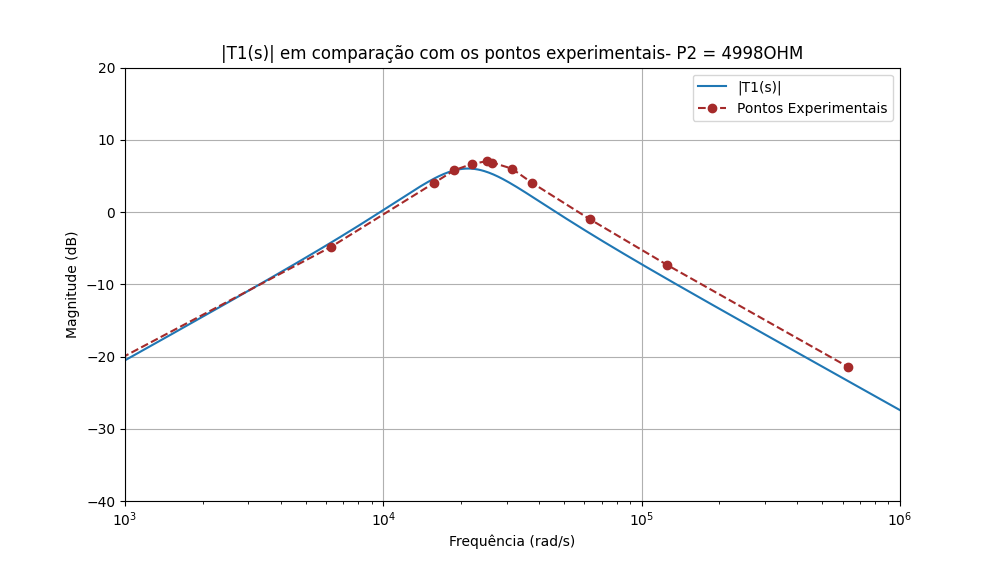 |T1(s)| em comparação com os pontos experimentais- P2 = 4998OHM
|T1(s)|
Pontos Experimentais
20
10
0
−10
−20
−30
−40
Magnitude (dB)
10³ 10⁴ 10⁵ 10⁶
Frequência (rad/s)